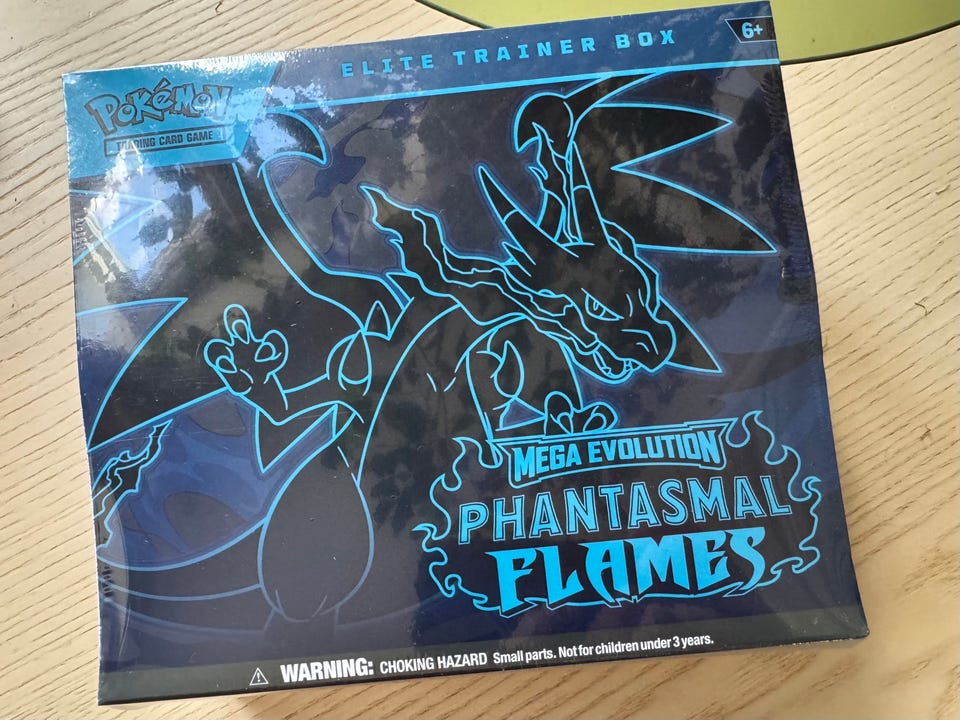 ELITE TRAINER BOX
6+
POKÉMON
TRADING CARD GAME
MEGA EVOLUTION
PHANTASMAL
FLAMES
WARNING: CHOKING HAZARD Small parts. Not for children under 3 years.